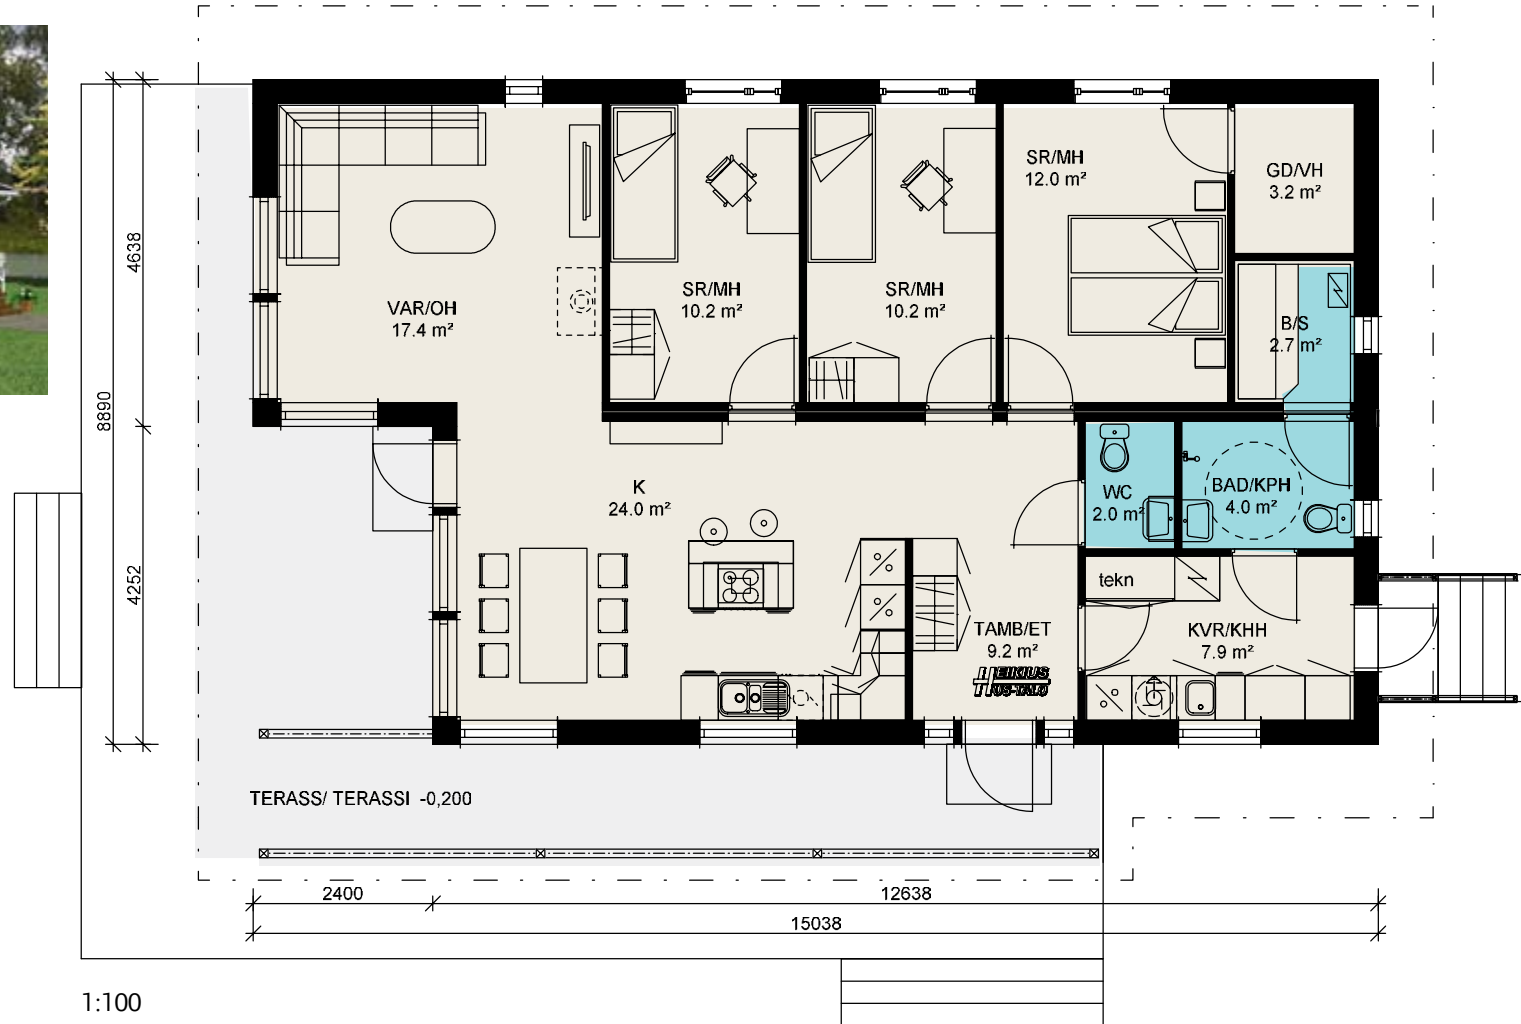 4638
8890
4252
VAR/OH
17.4 m²
SR/MH
10.2 m²
SR/MH
10.2 m²
SR/MH
12.0 m²
GD/VH
3.2 m²
B/S
2.7 m²
K
24.0 m²
WC
2.0 m²
BAD/KPH
4.0 m²
tekn
TAMB/ET
9.2 m²
HEIKIUS
HUS-TALO
KVR/KHH
7.9 m²
TERASS/ TERASSI -0,200
2400
12638
15038
1:100